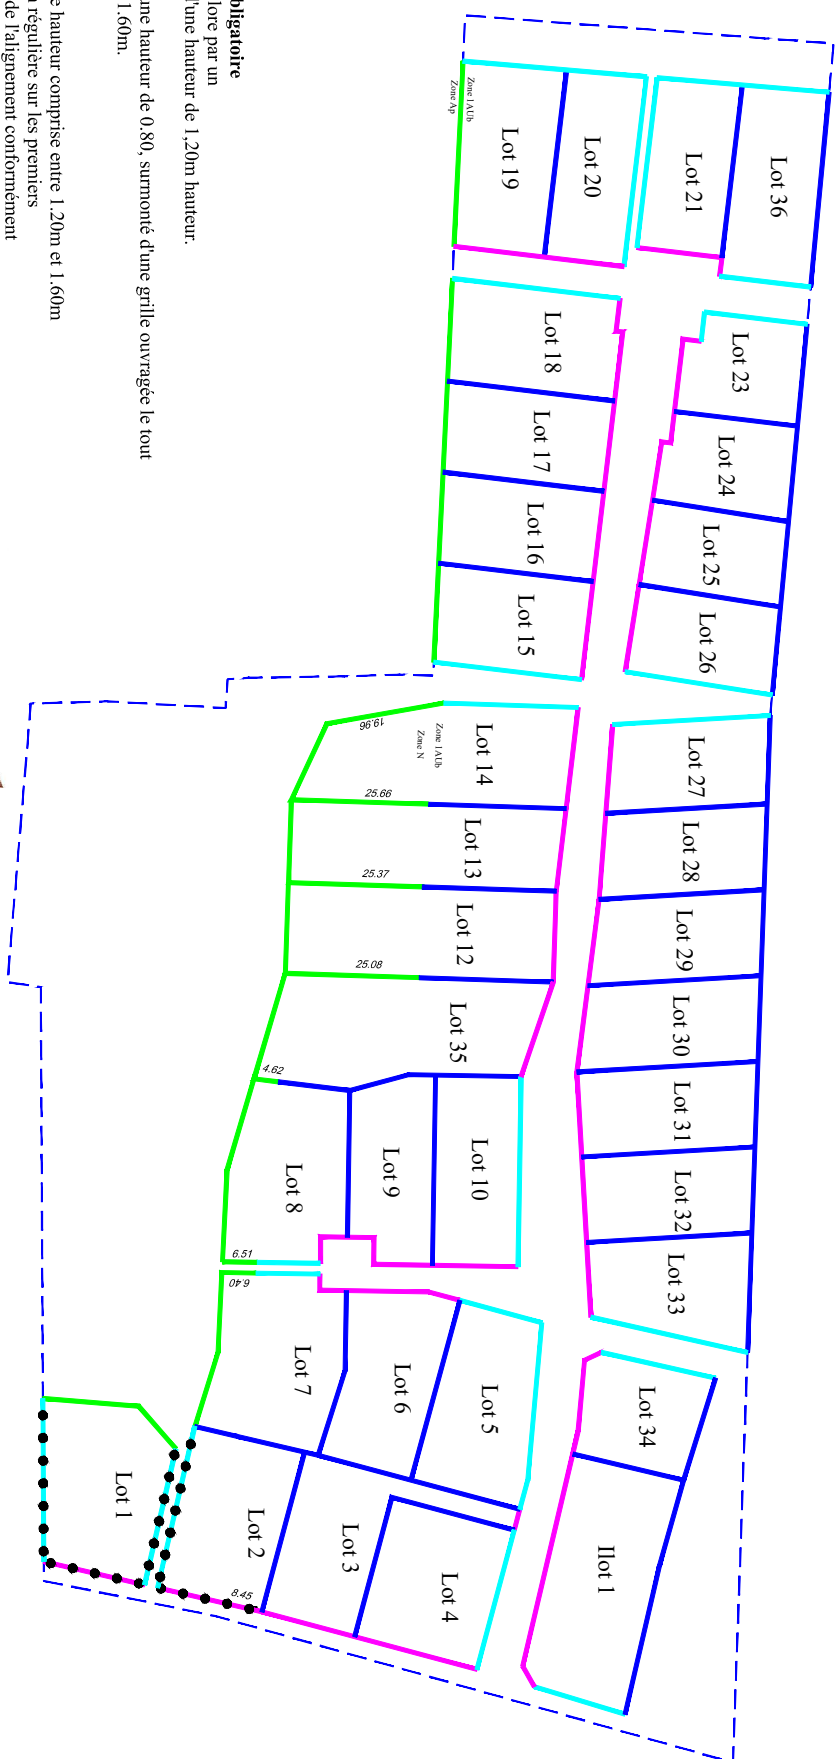 bligatoire
lore par un
l'une hauteur de 1,20m hauteur.
une hauteur de 0.80, surmonté d'une grille ouvragée le tout
1.60m.
e hauteur comprise entre 1.20m et 1.60m
n régulière sur les premiers
de l'alignement conformément
Zone 1AUb
Zone Ap
Lot 19
Lot 20
Lot 21
Lot 36
Lot 18
Lot 17
Lot 16
Lot 15
Lot 23
Lot 24
Lot 25
Lot 26
Lot 14
Zone 1AUb
Zone N
19.96
25.66
Lot 13
25.37
Lot 12
25.08
Lot 35
4.62
Lot 27
Lot 28
Lot 29
Lot 30
Lot 31
Lot 32
Lot 33
Lot 10
Lot 9
Lot 8
6.51
6.40
Lot 7
Lot 6
Lot 5
Lot 34
Ilot 1
Lot 4
Lot 3
Lot 2
8.45
Lot 1